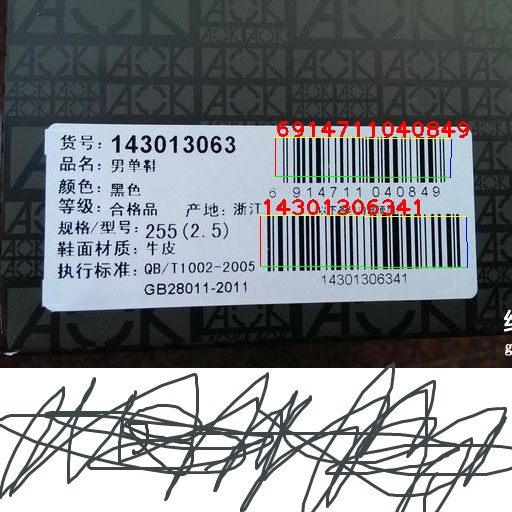 货号: 143013063
品名: 男单鞋
颜色: 黑色
等级: 合格品 产地: 浙江
规格/型号: 255(2.5)
鞋面材质: 牛皮
执行标准: QB/T1002-2005
GB28011-2011
6914711040849
6 914711 040849
14301306341
14301306341